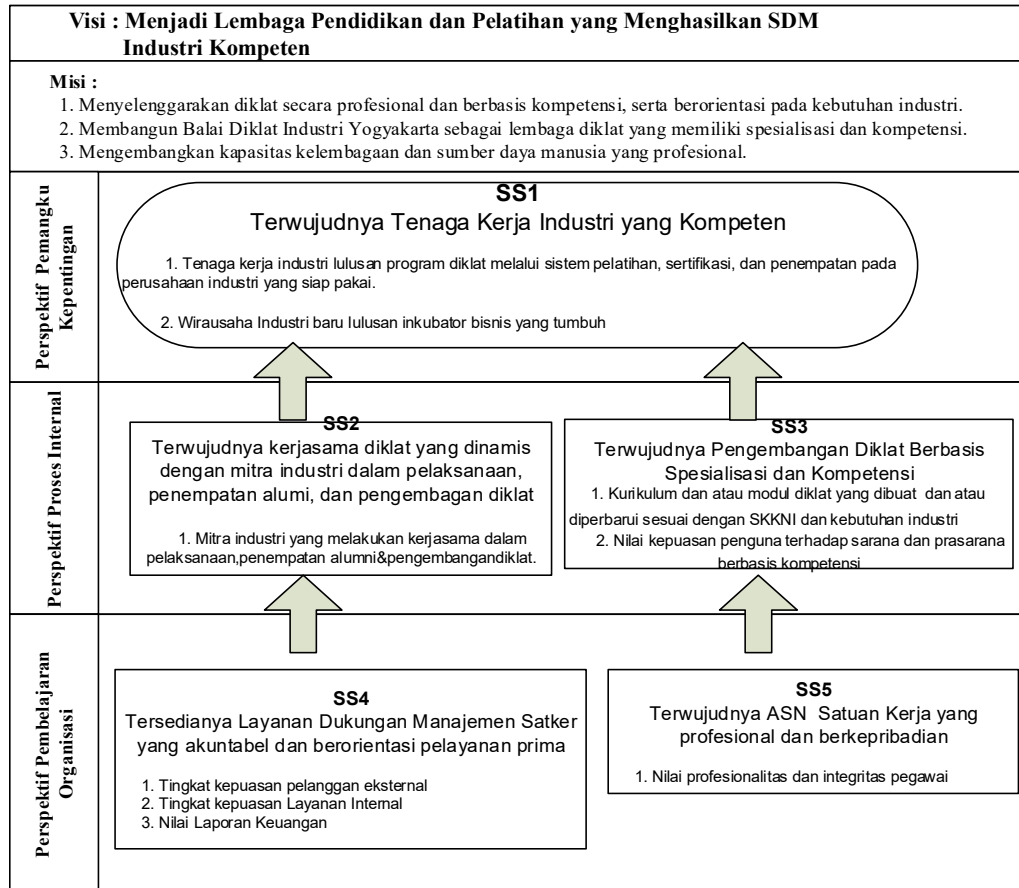 Visi : Menjadi Lembaga Pendidikan dan Pelatihan yang Menghasilkan SDM
Industri Kompeten
Misi :
1. Menyelenggarakan diklat secara profesional dan berbasis kompetensi, serta berorientasi pada kebutuhan industri.
2. Membangun Balai Diklat Industri Yogyakarta sebagai lembaga diklat yang memiliki spesialisasi dan kompetensi.
3. Mengembangkan kapasitas kelembagaan dan sumber daya manusia yang profesional.
Perspektif Pemangku
Kepentingan
SS1
Terwujudnya Tenaga Kerja Industri yang Kompeten
1. Tenaga kerja industri lulusan program diklat melalui sistem pelatihan, sertifikasi, dan penempatan pada
perusahaan industri yang siap pakai.
2. Wirausaha Industri baru lulusan inkubator bisnis yang tumbuh
Perspektif Proses Internal
SS2
Terwujudnya kerjasama diklat yang dinamis
dengan mitra industri dalam pelaksanaan,
penempatan alumi, dan pengembagan diklat
1. Mitra industri yang melakukan kerjasama dalam
pelaksanaan,penempatan alumni&pengembangandiklat.
SS3
Terwujudnya Pengembangan Diklat Berbasis
Spesialisasi dan Kompetensi
1. Kurikulum dan atau modul diklat yang dibuat dan atau
diperbarui sesuai dengan SKKNI dan kebutuhan industri
2. Nilai kepuasan penguna terhadap sarana dan prasarana
berbasis kompetensi
Perspektif Pembelajaran
Organisasi
SS4
Tersedianya Layanan Dukungan Manajemen Satker
yang akuntabel dan berorientasi pelayanan prima
1. Tingkat kepuasan pelanggan eksternal
2. Tingkat kepuasan Layanan Internal
3. Nilai Laporan Keuangan
SS5
Terwujudnya ASN Satuan Kerja yang
profesional dan berkepribadian
1. Nilai profesionalitas dan integritas pegawai